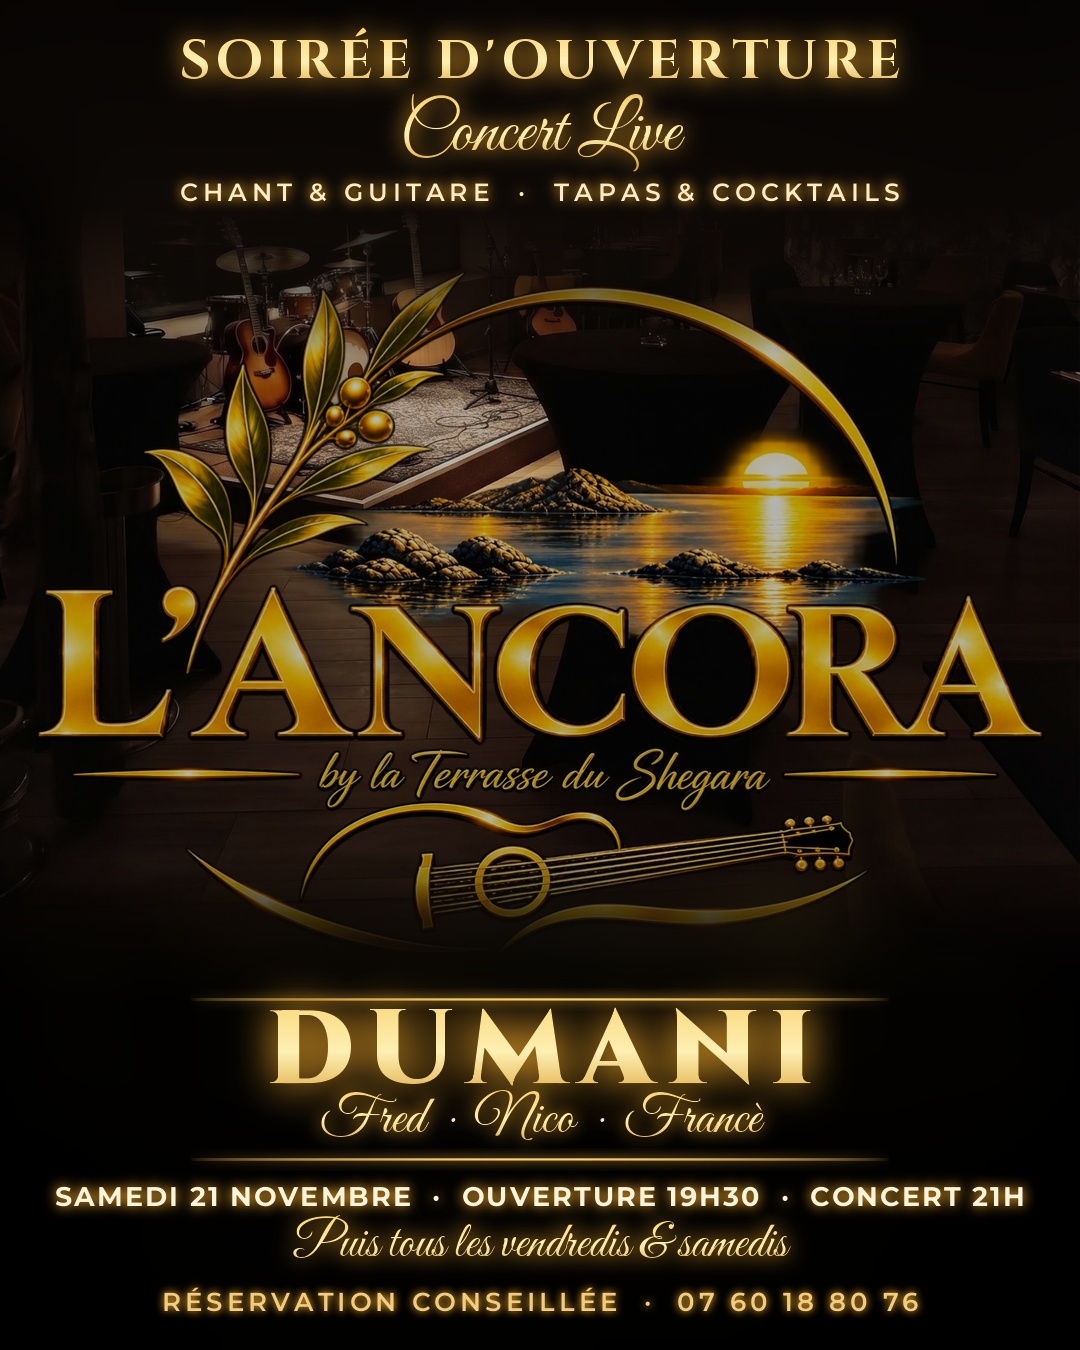 SOIRÉE D'OUVERTURE
Concert Live
CHANT & GUITARE · TAPAS & COCKTAILS
L'ANCORA
by la Terrasse du Shegara
DUMANI
Fred · Nico · Francè
SAMEDI 21 NOVEMBRE · OUVERTURE 19H30 · CONCERT 21H
Puis tous les vendredis & samedis
RÉSERVATION CONSEILLÉE · 07 60 18 80 76